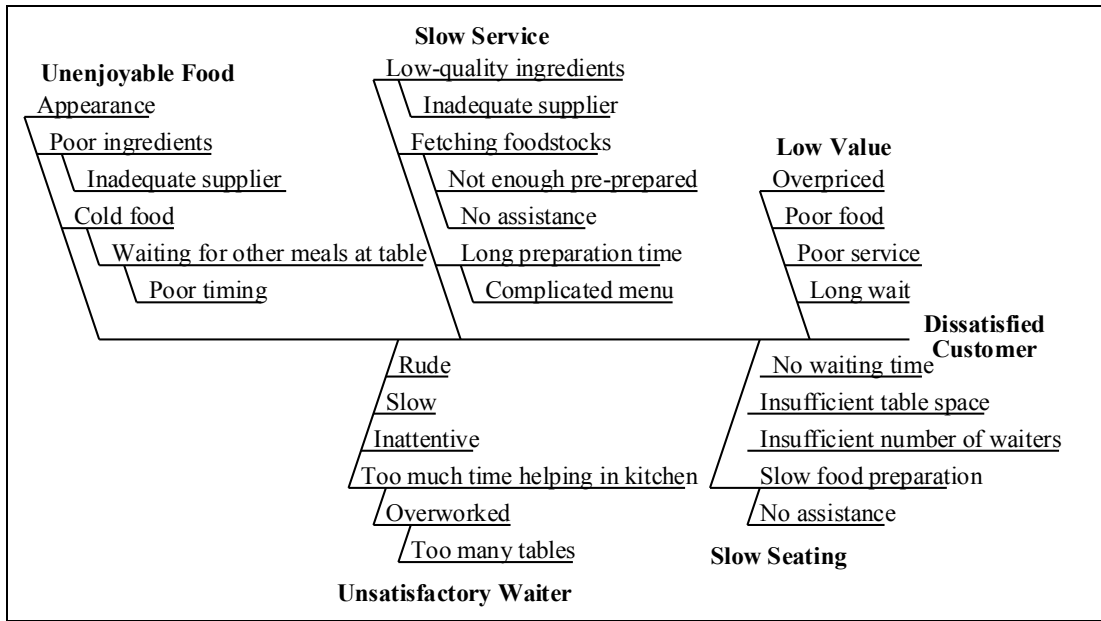 Slow Service
Low-quality ingredients
Inadequate supplier
Fetching foodstocks
Not enough pre-prepared
No assistance
Long preparation time
Complicated menu
Unenjoyable Food
Appearance
Poor ingredients
Inadequate supplier
Cold food
Waiting for other meals at table
Poor timing
Low Value
Overpriced
Poor food
Poor service
Long wait
Dissatisfied
Customer
Rude
Slow
Inattentive
Too much time helping in kitchen
Overworked
Too many tables
Unsatisfactory Waiter
No waiting time
Insufficient table space
Insufficient number of waiters
Slow food preparation
No assistance
Slow Seating